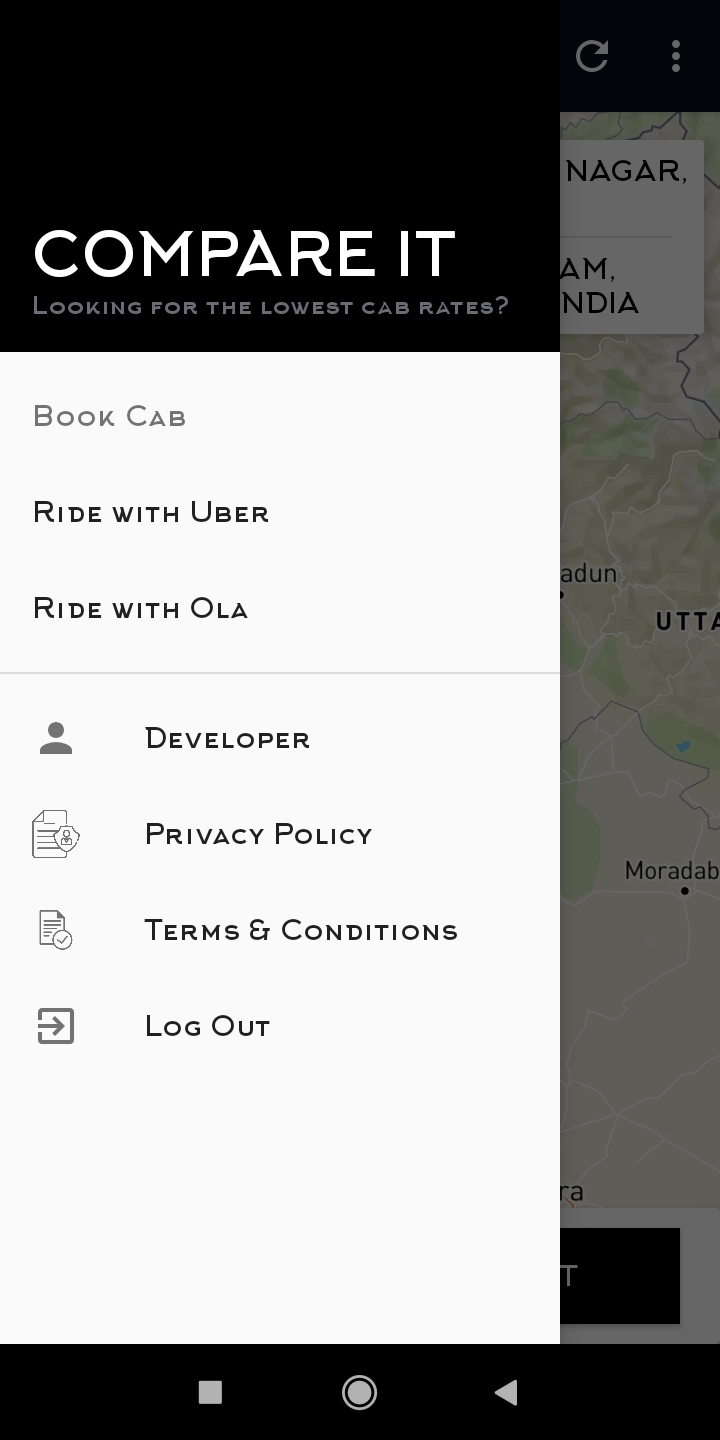 COMPARE IT
LOOKING FOR THE LOWEST CAB RATES?
BOOK CAB
RIDE WITH UBER
RIDE WITH OLA
DEVELOPER
PRIVACY POLICY
TERMS & CONDITIONS
LOG OUT
NAGAR,
AM,
NDIA
adun
UTTA
Moradab
ra
T